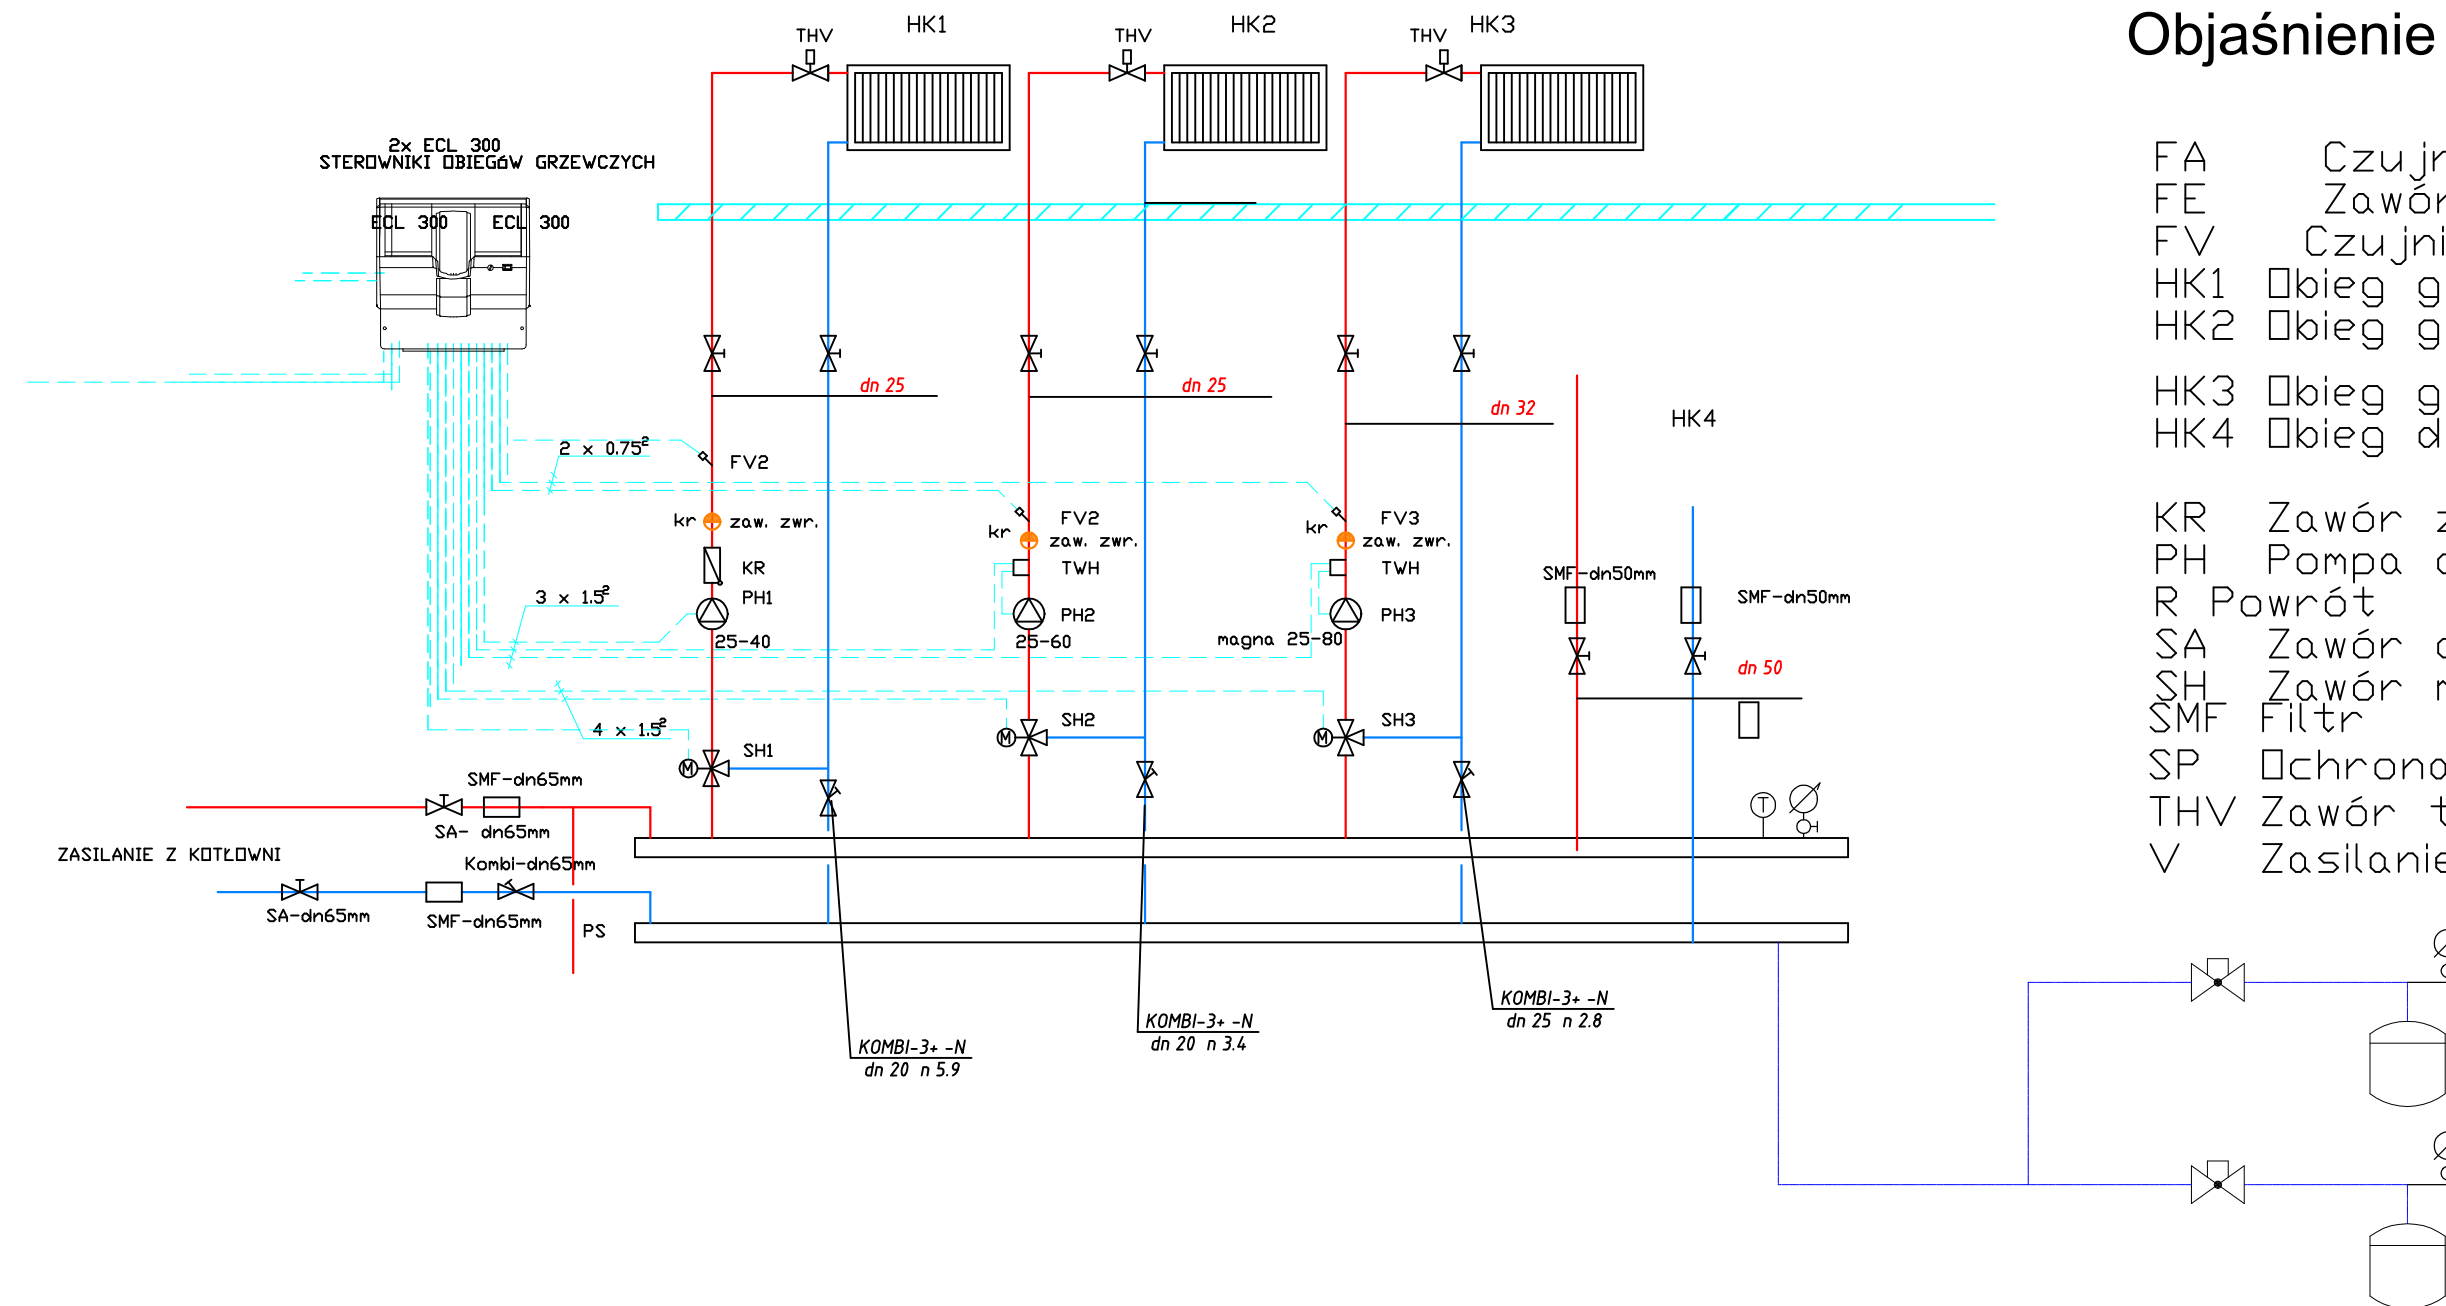 HK1
HK2
HK3
THV
THV
THV
Objaśnienie
2x ECL 300
STEROWNIKI OBIEGóW GRZEWCZYCH
ECL 300
ECL 300
dn 25
dn 25
dn 32
HK4
2 x 0.75²
FV2
kr
zaw. zwr.
FV2
kr
zaw. zwr.
FV3
kr
zaw. zwr.
KR
TWH
TWH
PH1
PH2
PH3
25-40
25-60
magna 25-80
3 x 1.5²
SMF-dn50mm
SMF-dn50mm
dn 50
4 x 1.5²
M
SH1
M
SH2
M
SH3
SMF-dn65mm
SA- dn65mm
ZASILANIE Z KOTŁOWNI
Kombi-dn65mm
SA-dn65mm
SMF-dn65mm
PS
T
KOMBI-3+ -N
dn 20 n 5.9
KOMBI-3+ -N
dn 20 n 3.4
KOMBI-3+ -N
dn 25 n 2.8
FA
FE Zawór
FV
HK1 Obieg g
HK2 Obieg g
HK3 Obieg g
HK4 Obieg d
KR Zawór z
PH Pompa
R Powrót
SA Zawór
SH Zawór
SMF Filtr
SP Ochrona
THV Zawór t
V Zasilanie